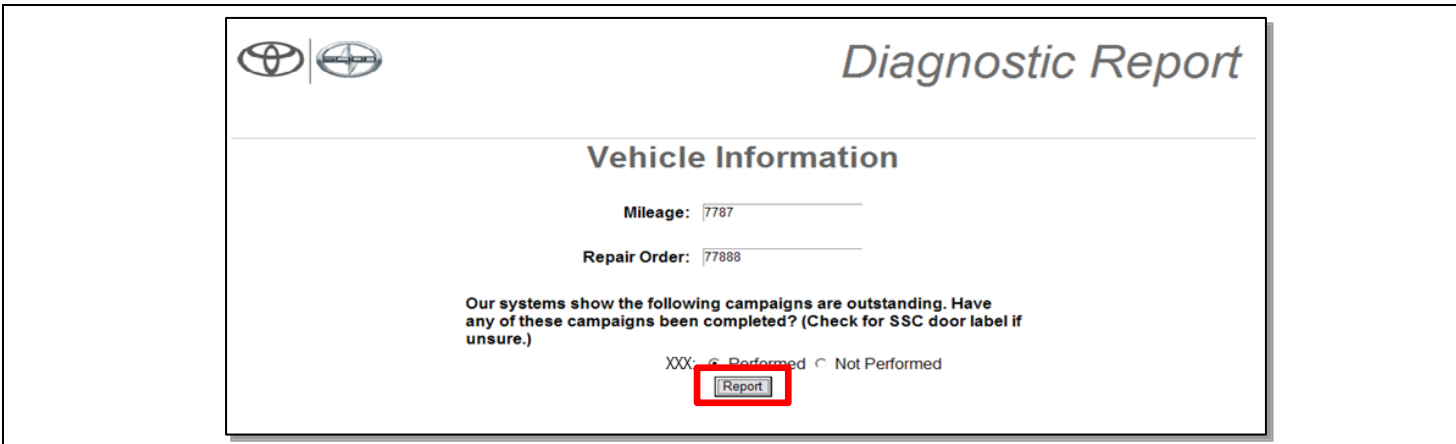 SCION
Diagnostic Report
Vehicle Information
Mileage: 7787
Repair Order: 77888
Our systems show the following campaigns are outstanding. Have
any of these campaigns been completed? (Check for SSC door label if
unsure.)
XXX: Performed Not Performed
Report